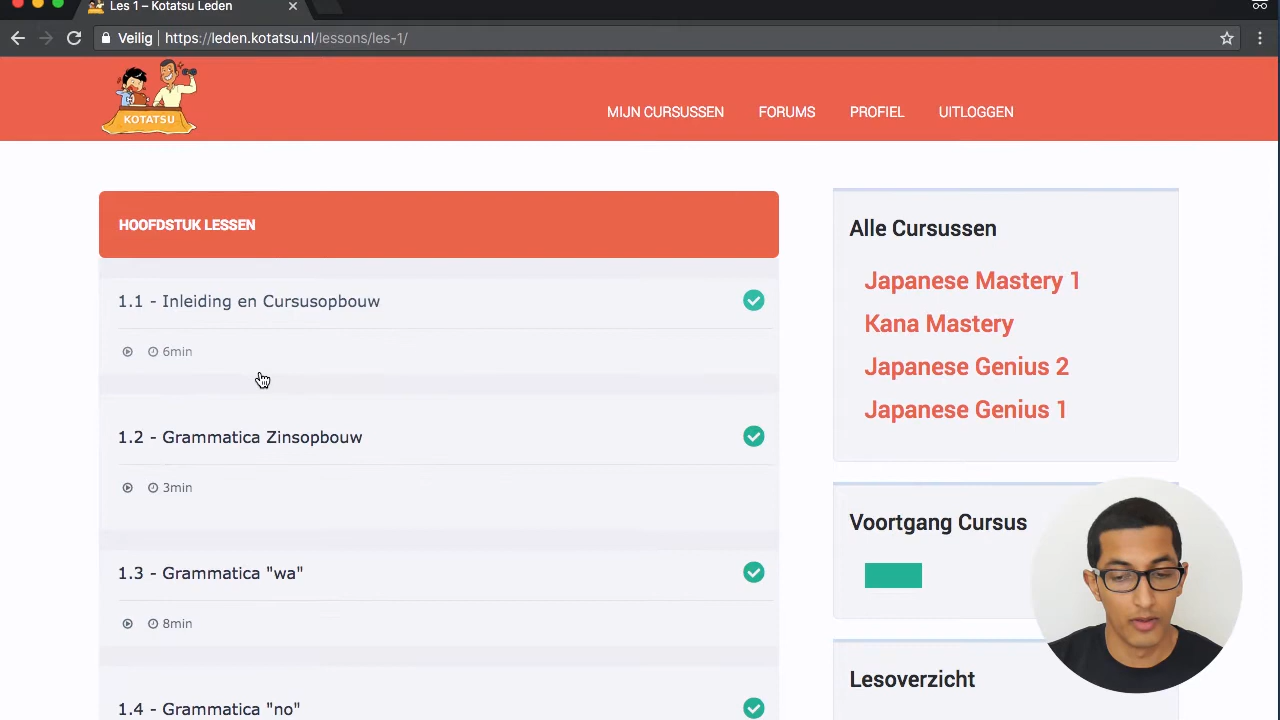 Les 1 – Kotatsu Leden
Veilig
https://leden.kotatsu.nl/lessons/les-1/
KOTATSU
MIJN CURSUSSEN
FORUMS
PROFIEL
UITLOGGEN
HOOFDSTUK LESSEN
1.1 - Inleiding en Cursusopbouw
6min
1.2 - Grammatica Zinsopbouw
3min
1.3 - Grammatica "wa"
8min
1.4 - Grammatica "no"
Alle Cursussen
Japanese Mastery 1
Kana Mastery
Japanese Genius 2
Japanese Genius 1
Voortgang Cursus
Lesoverzicht